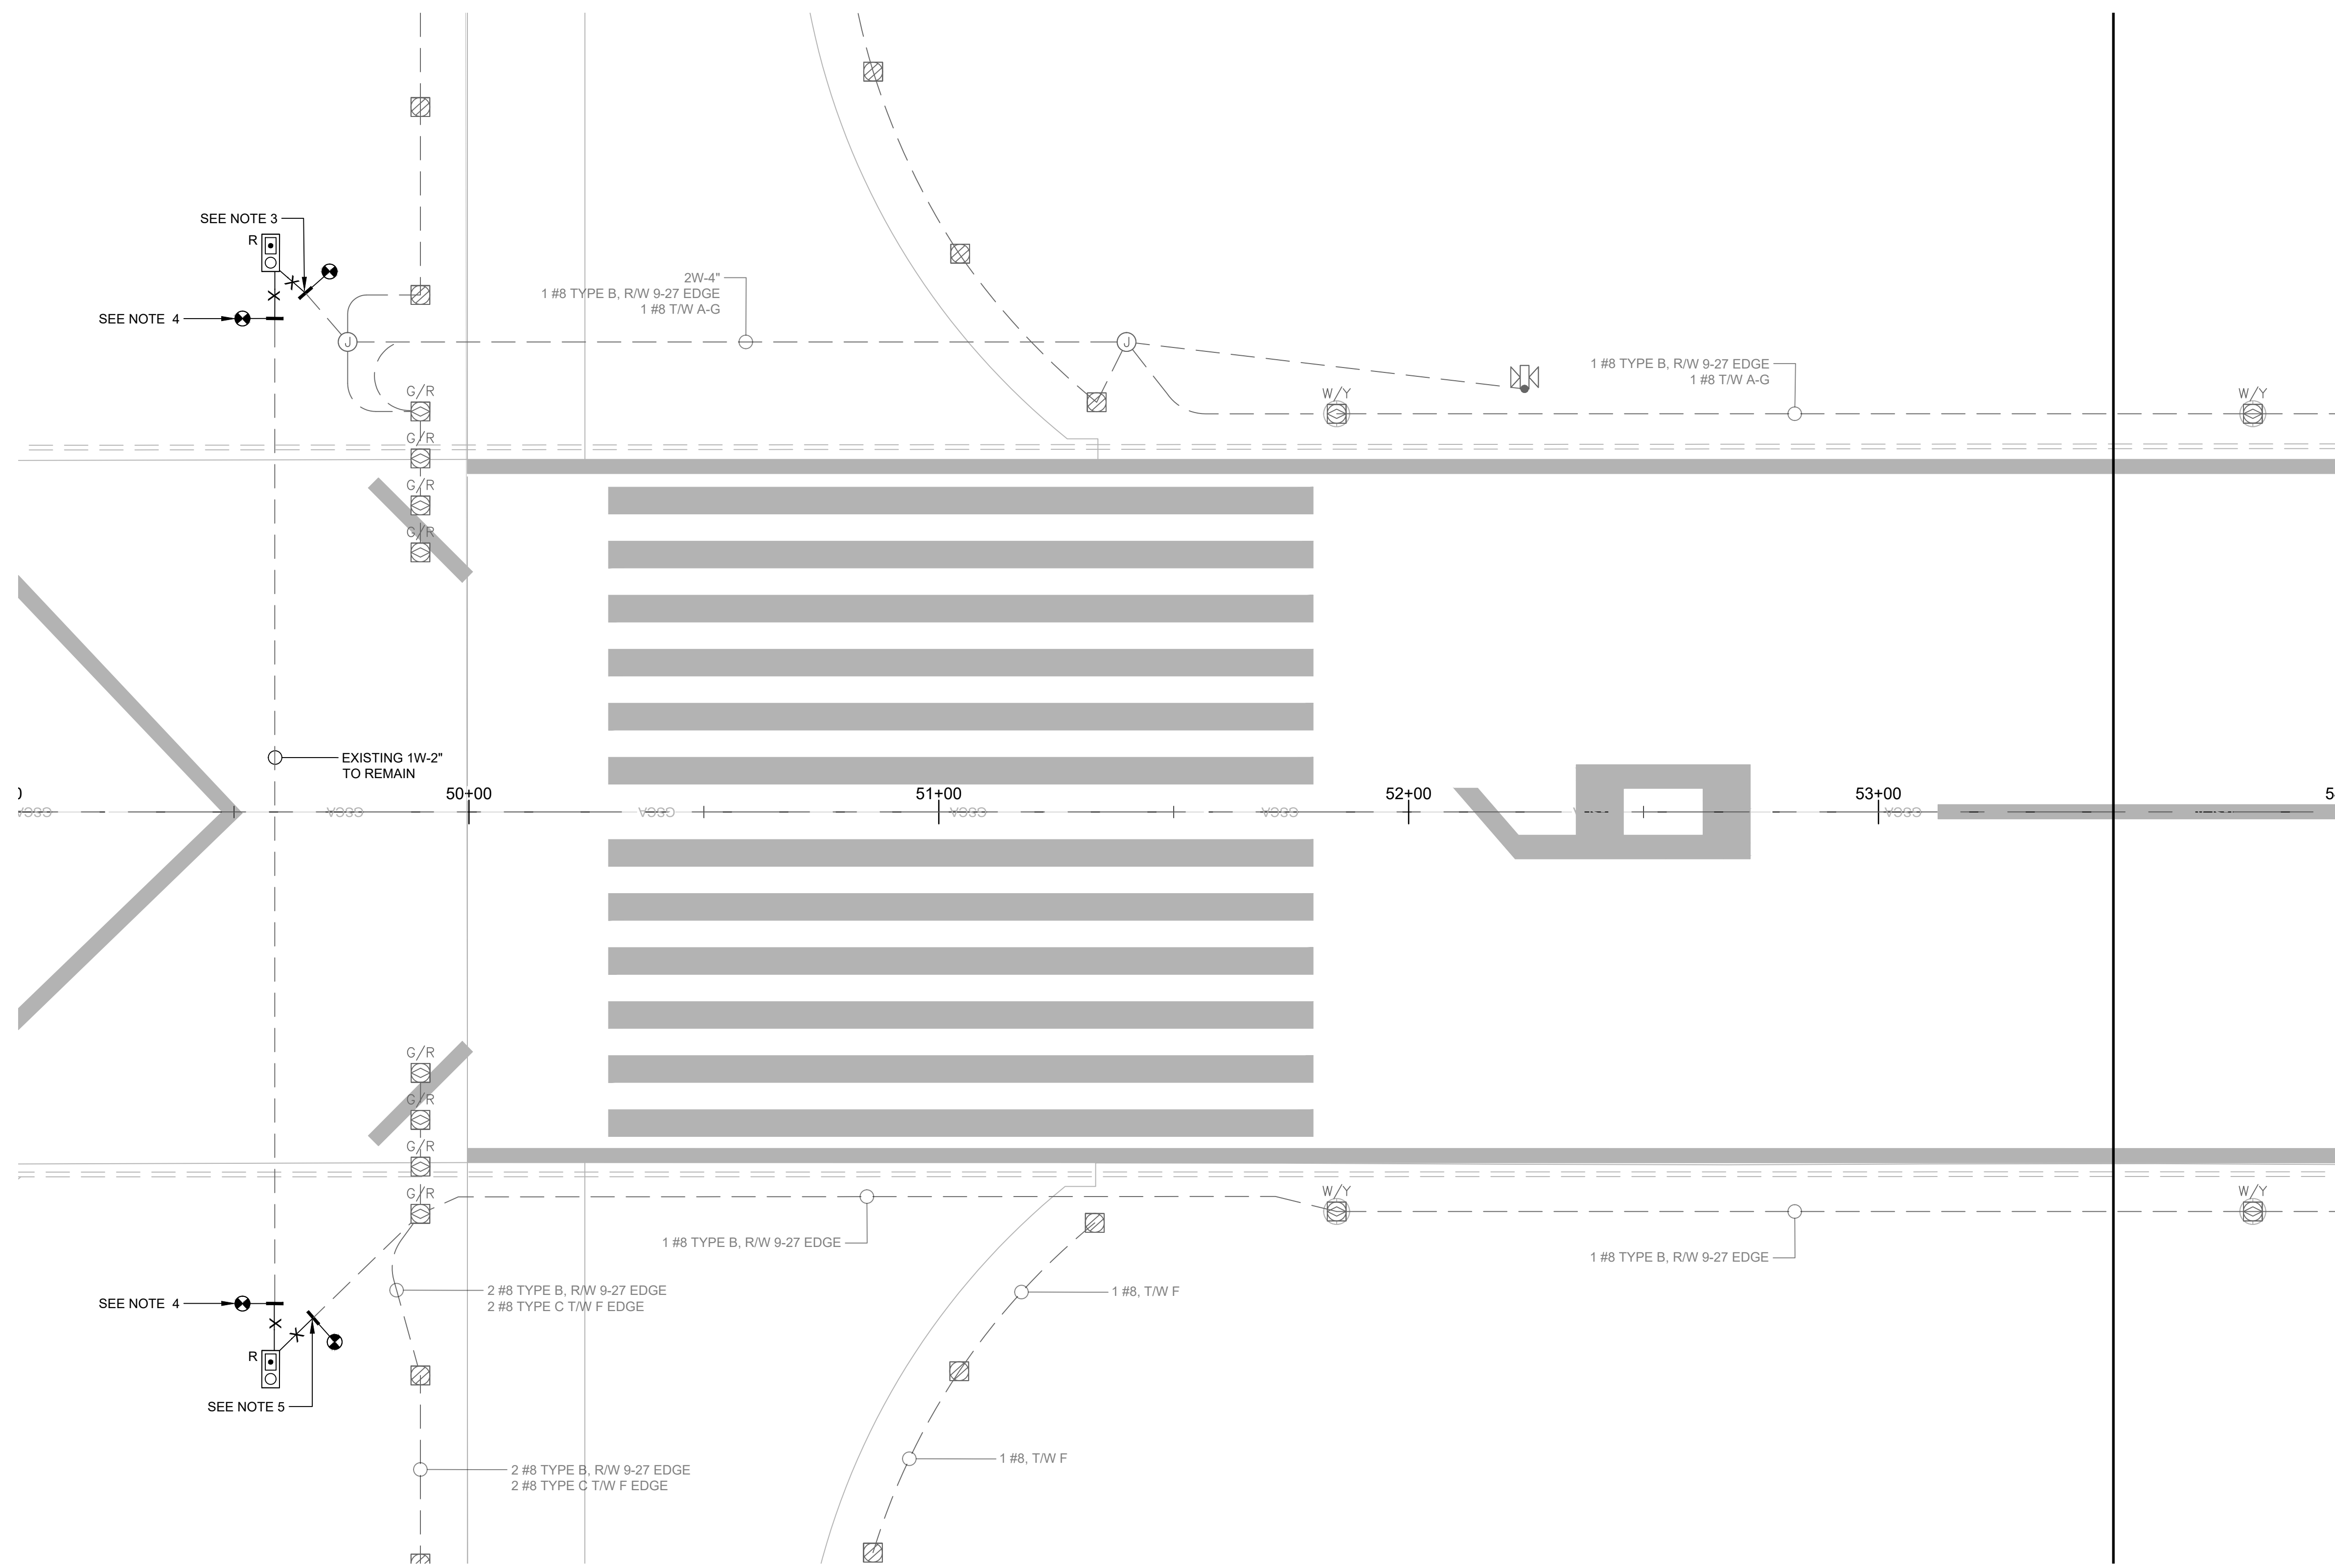 SEE NOTE 3
R
SEE NOTE 4
2W-4"
1 #8 TYPE B, R/W 9-27 EDGE
1 #8 T/W A-G
J
J
1 #8 TYPE B, R/W 9-27 EDGE
1 #8 T/W A-G
G/R
W/Y
W/Y
G/R
G/R
G/R
EXISTING 1W-2"
TO REMAIN
50+00
51+00
52+00
53+00
G/R
G/R
G/R
G/R
W/Y
W/Y
1 #8 TYPE B, R/W 9-27 EDGE
1 #8 TYPE B, R/W 9-27 EDGE
SEE NOTE 4
2 #8 TYPE B, R/W 9-27 EDGE
2 #8 TYPE C T/W F EDGE
1 #8, T/W F
R
SEE NOTE 5
1 #8, T/W F
2 #8 TYPE B, R/W 9-27 EDGE
2 #8 TYPE C T/W F EDGE